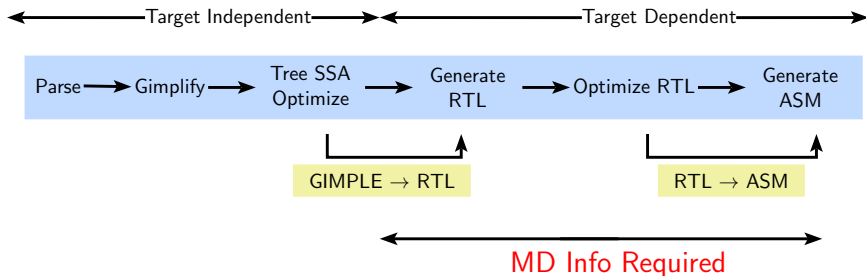 Target Independent
Target Dependent
Parse
Gimplify
Tree SSA
Optimize
Generate
RTL
Optimize RTL
Generate
ASM
GIMPLE → RTL
RTL → ASM
MD Info Required